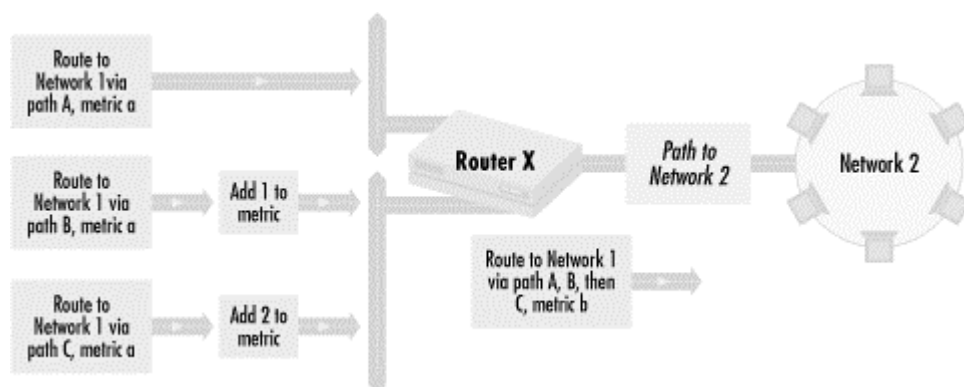 Route to
Network 1via
path A, metric a
Route to
Network 1 via
path B, metric a
Add 1 to
metric
Route to
Network 1 via
path C, metric a
Add 2 to
metric
Router X
Path to
Network 2
Network 2
Route to Network 1
via path A, B, then
C, metric b